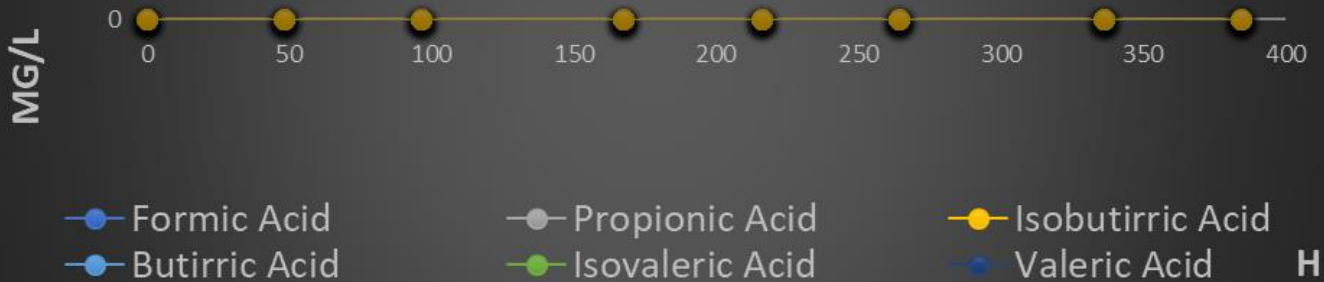 0
0 50 100 150 200 250 300 350 400
MG/L
Formic Acid Propionic Acid Isobutirric Acid
Butirric Acid Isovaleric Acid Valeric Acid H